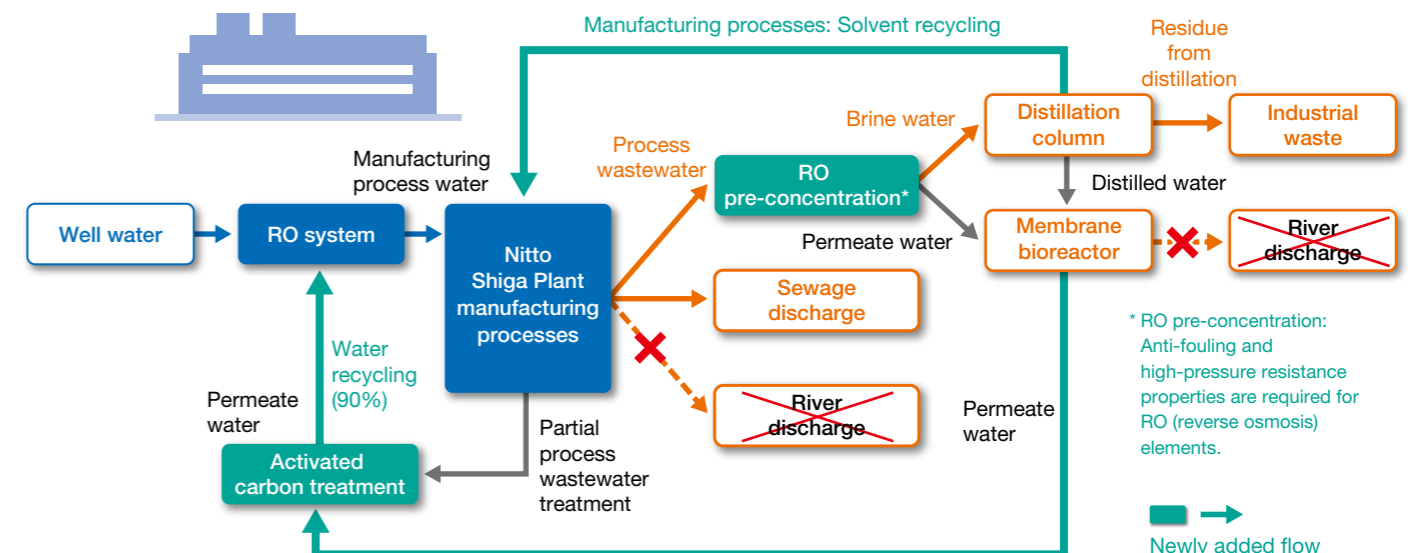 Manufacturing processes: Solvent recycling
Residue
from
distillation
Brine water
Distillation
column
Industrial
waste
Manufacturing
process water
Process
wastewater
RO
pre-concentration*
Distilled water
Well water
RO system
Nitto
Shiga Plant
manufacturing
processes
Permeate water
Membrane
bioreactor
River
discharge
Sewage
discharge
* RO pre-concentration:
Anti-fouling and
high-pressure resistance
properties are required for
RO (reverse osmosis)
elements.
Water
recycling
(90%)
Permeate
water
River
discharge
Permeate
water
Partial
process
wastewater
treatment
Activated
carbon treatment
Newly added flow